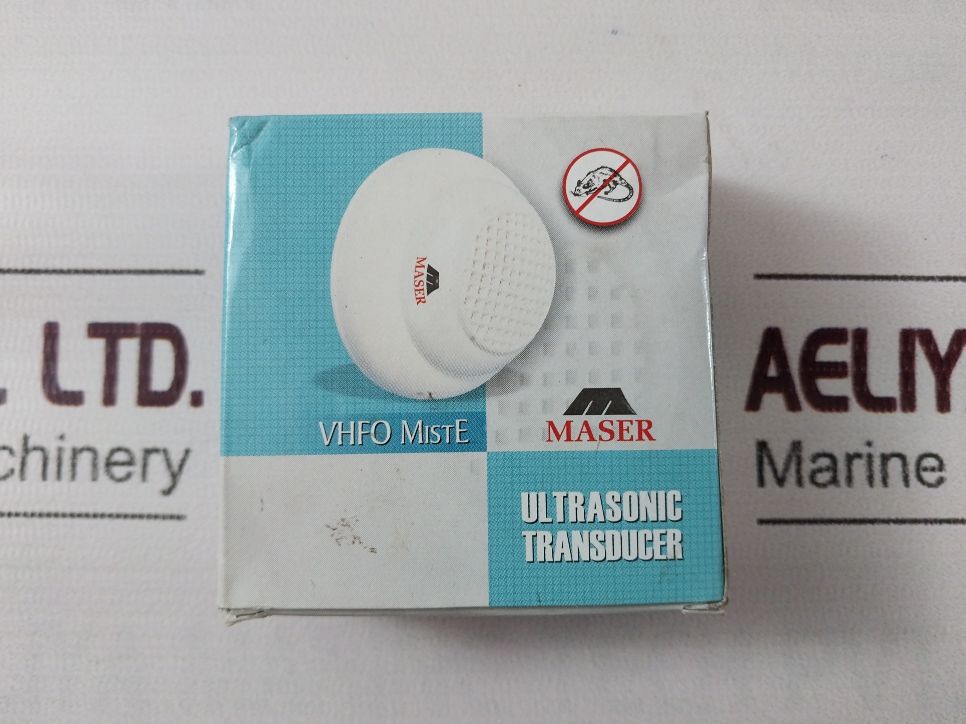 MASER
VHFO MISTE
MASER
ULTRASONIC
TRANSDUCER
LTD.
chinery
AELIY
Marine